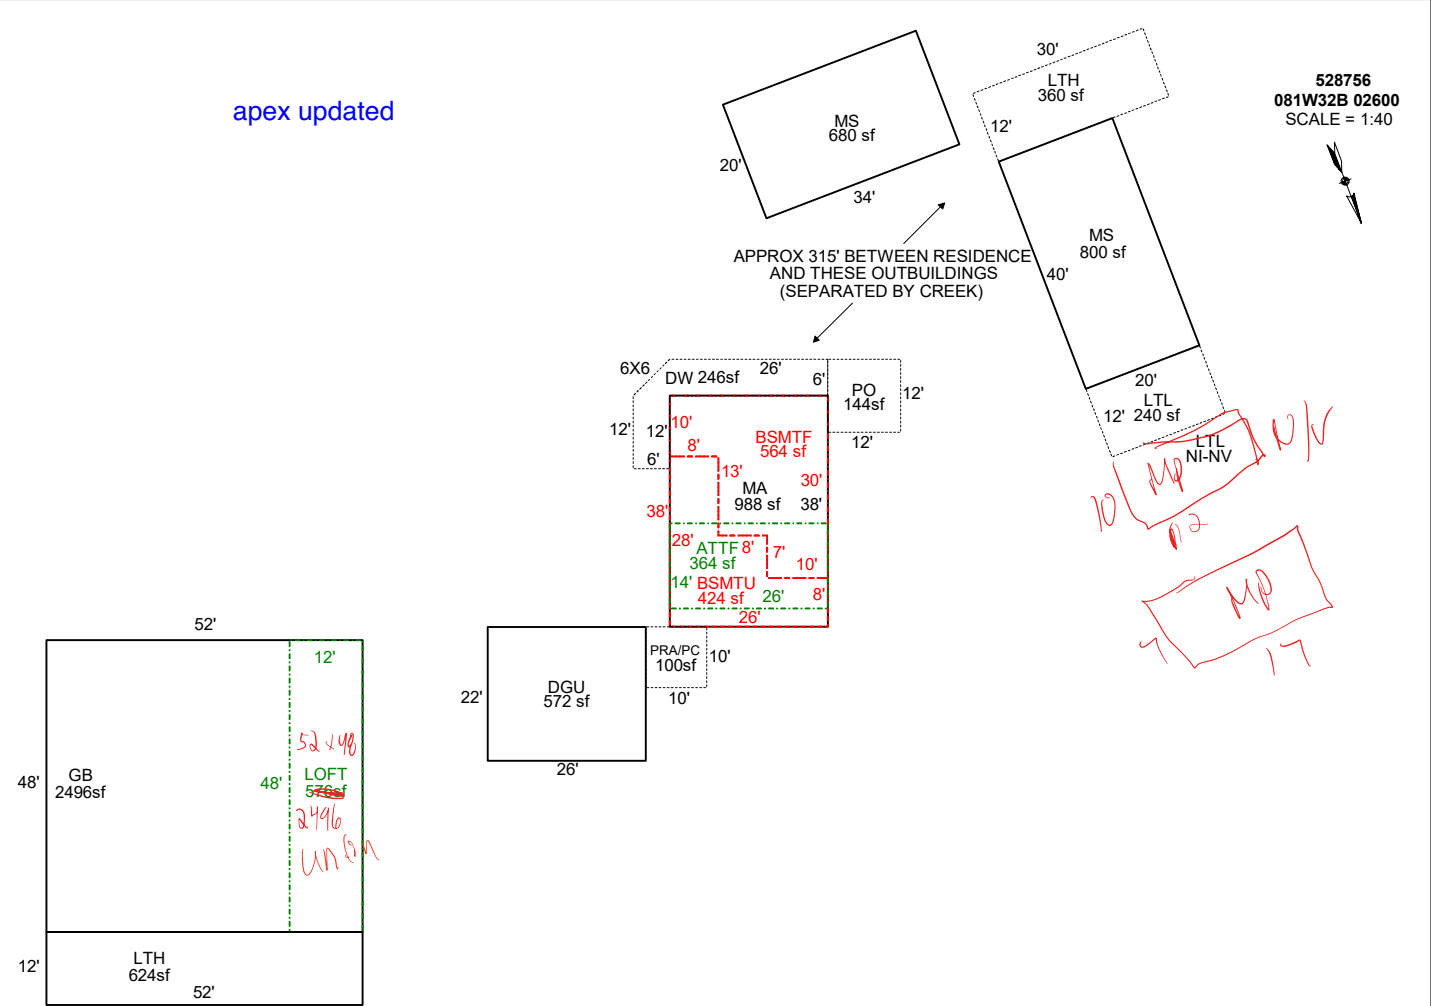 apex updated
528756
081W32B 02600
SCALE = 1:40
30'
LTH
360 sf
12'
MS
680 sf
20'
34'
MS
800 sf
40'
APPROX 315' BETWEEN RESIDENCE
AND THESE OUTBUILDINGS
(SEPARATED BY CREEK)
20'
LTL
12' 240 sf
LTL
NI-NV
N/V
MP
10
12
MP
7
17
6X6
DW 246sf
26'
6'
PO
144sf
12'
12'
12'
12'
6'
10'
8'
BSMTF
564 sf
13'
30'
MA
988 sf
38'
38'
28'
ATTF
364 sf
8'
7'
10'
14'
BSMTU
424 sf
26'
8'
26'
PRA/PC
100sf
10'
10'
DGU
572 sf
22'
26'
52'
12'
52x48
GB
2496sf
48'
48'
LOFT
576sf
2496
unfin
LTH
624sf
12'
52'